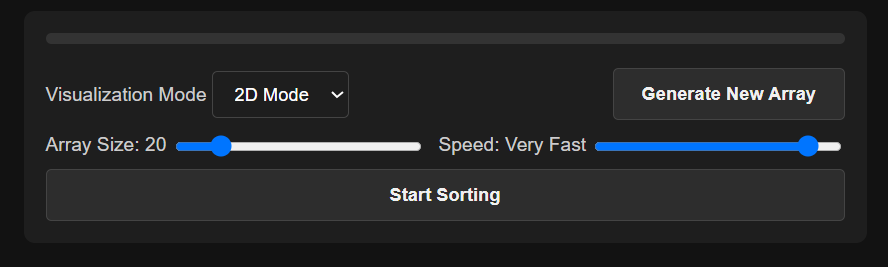 Visualization Mode 2D Mode Generate New Array
Array Size: 20 Speed: Very Fast
Start Sorting